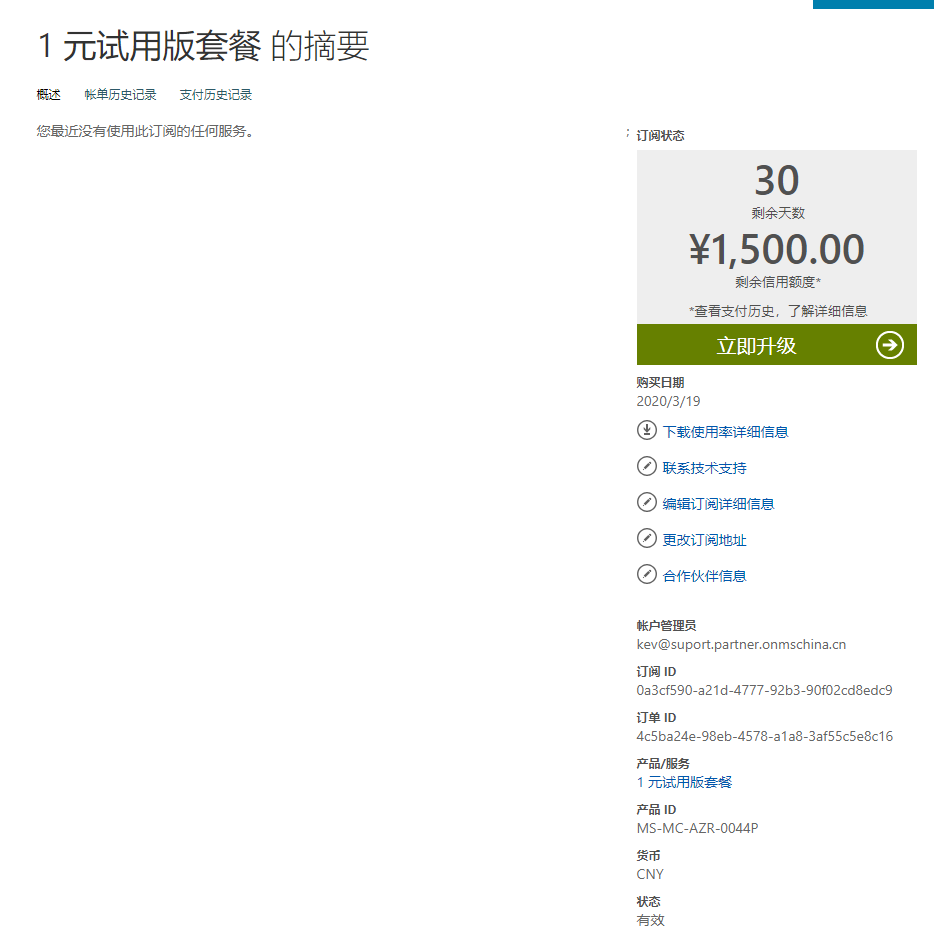 1 元试用版套餐 的摘要
概述 帐单历史记录 支付历史记录
您最近没有使用此订阅的任何服务。
; 订阅状态
30
剩余天数
¥1,500.00
剩余信用额度*
*查看支付历史，了解详细信息
立即升级
购买日期
2020/3/19
下载使用率详细信息
联系技术支持
编辑订阅详细信息
更改订阅地址
合作伙伴信息
帐户管理员
kev@suport.partner.onmschina.cn
订阅 ID
0a3cf590-a21d-4777-92b3-90f02cd8edc9
订单 ID
4c5ba24e-98eb-4578-a1a8-3af55c5e8c16
产品/服务
1 元试用版套餐
产品 ID
MS-MC-AZR-0044P
货币
CNY
状态
有效